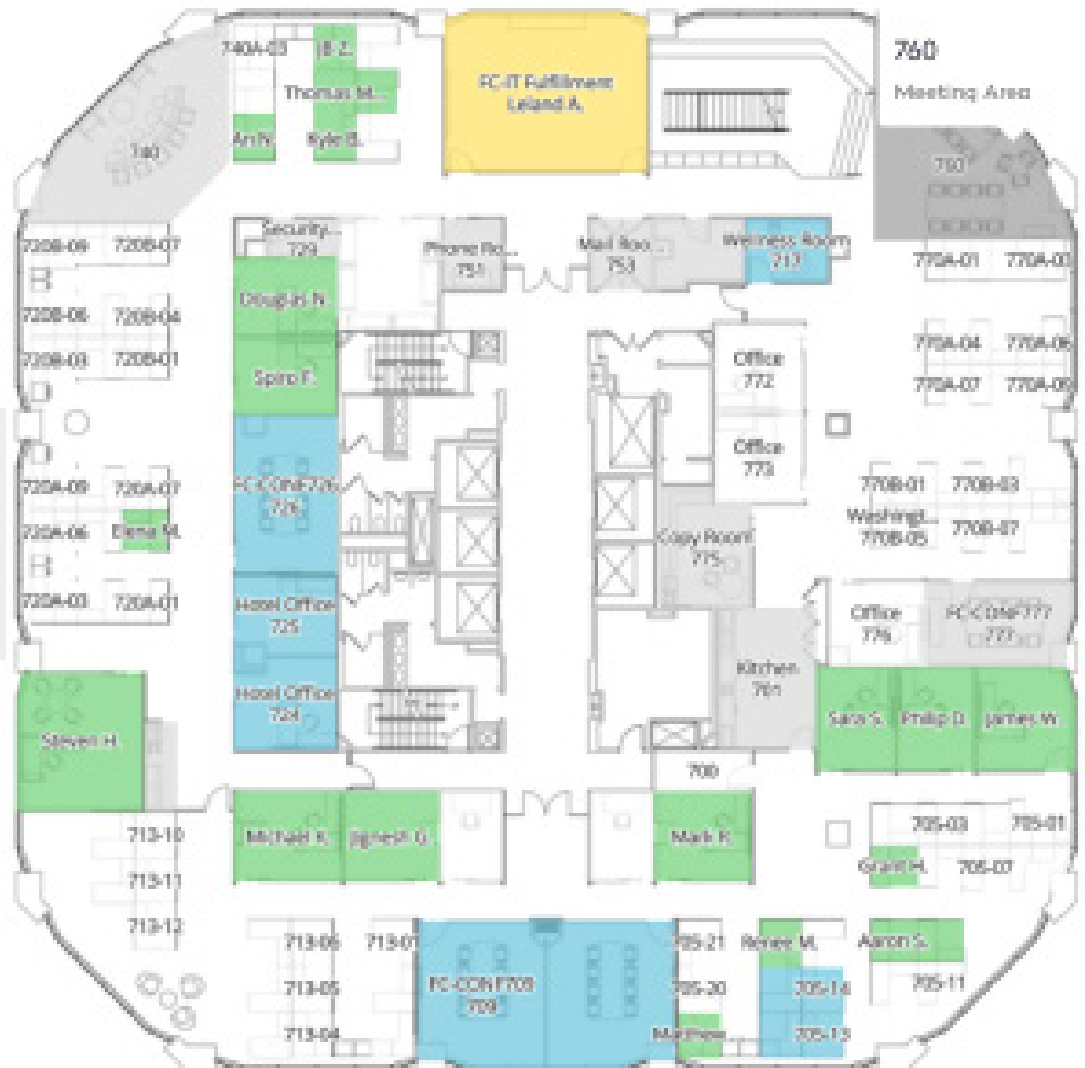 740A-03
JB Z.
FC-IT Fulfillment
Leland A.
760
Meeting Area
Thomas M...
An N.
Kyle B.
740
760
720B-09
720B-07
Security...
729
Phone Ro...
751
Mail Roo...
753
Wellness Room
717
770A-01
770A-03
Douglas N.
720B-06
720B-04
720B-03
720B-01
Spiro F.
Office
772
770A-04
770A-06
770A-07
770A-09
Office
773
720A-09
720A-07
FC-CONF726
726
770B-01
770B-03
720A-06
Elena M.
Washingt...
770B-05
770B-07
Copy Room
775
720A-03
720A-01
Hotel Office
725
Office
776
FC-CONF777
777
Hotel Office
724
Kitchen
701
Steven H.
Sara S.
Philip D.
James W.
700
713-10
Michael K.
Jignesh G.
Mark R.
705-03
705-01
713-11
Grant H.
705-07
713-12
713-06
713-01
705-21
Renee M.
Aaron S.
713-05
FC-CONF709
709
705-20
705-14
705-11
713-04
Matthew...
705-13